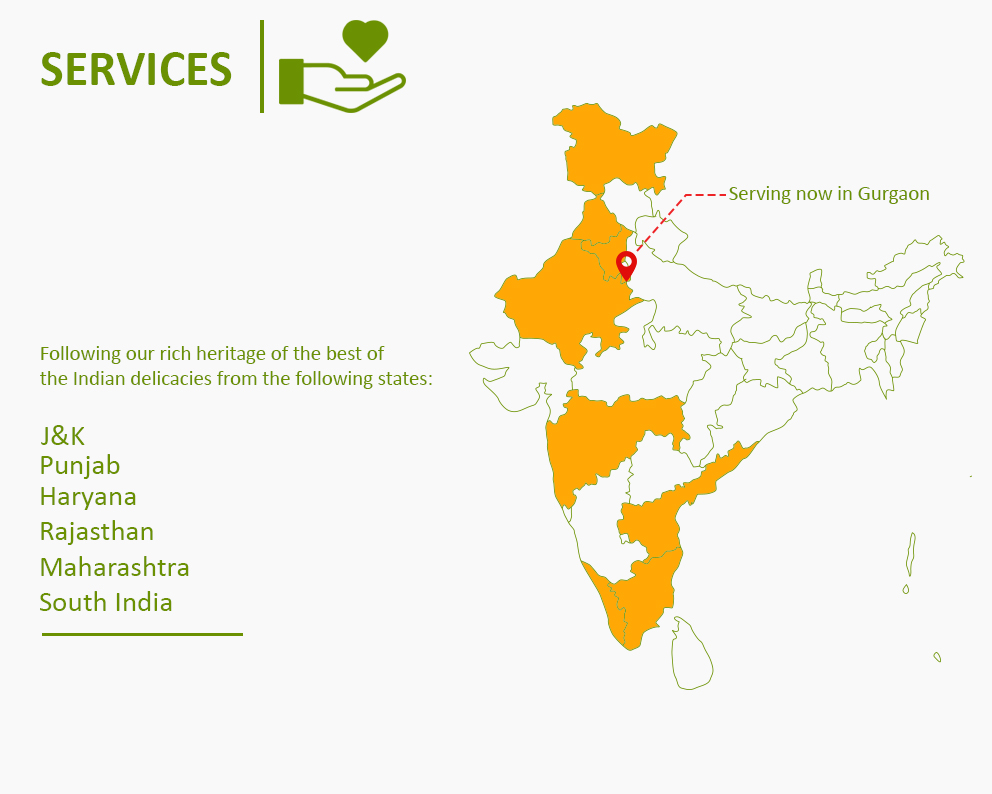 SERVICES
Serving now in Gurgaon
Following our rich heritage of the best of
the Indian delicacies from the following states:
J&K
Punjab
Haryana
Rajasthan
Maharashtra
South India